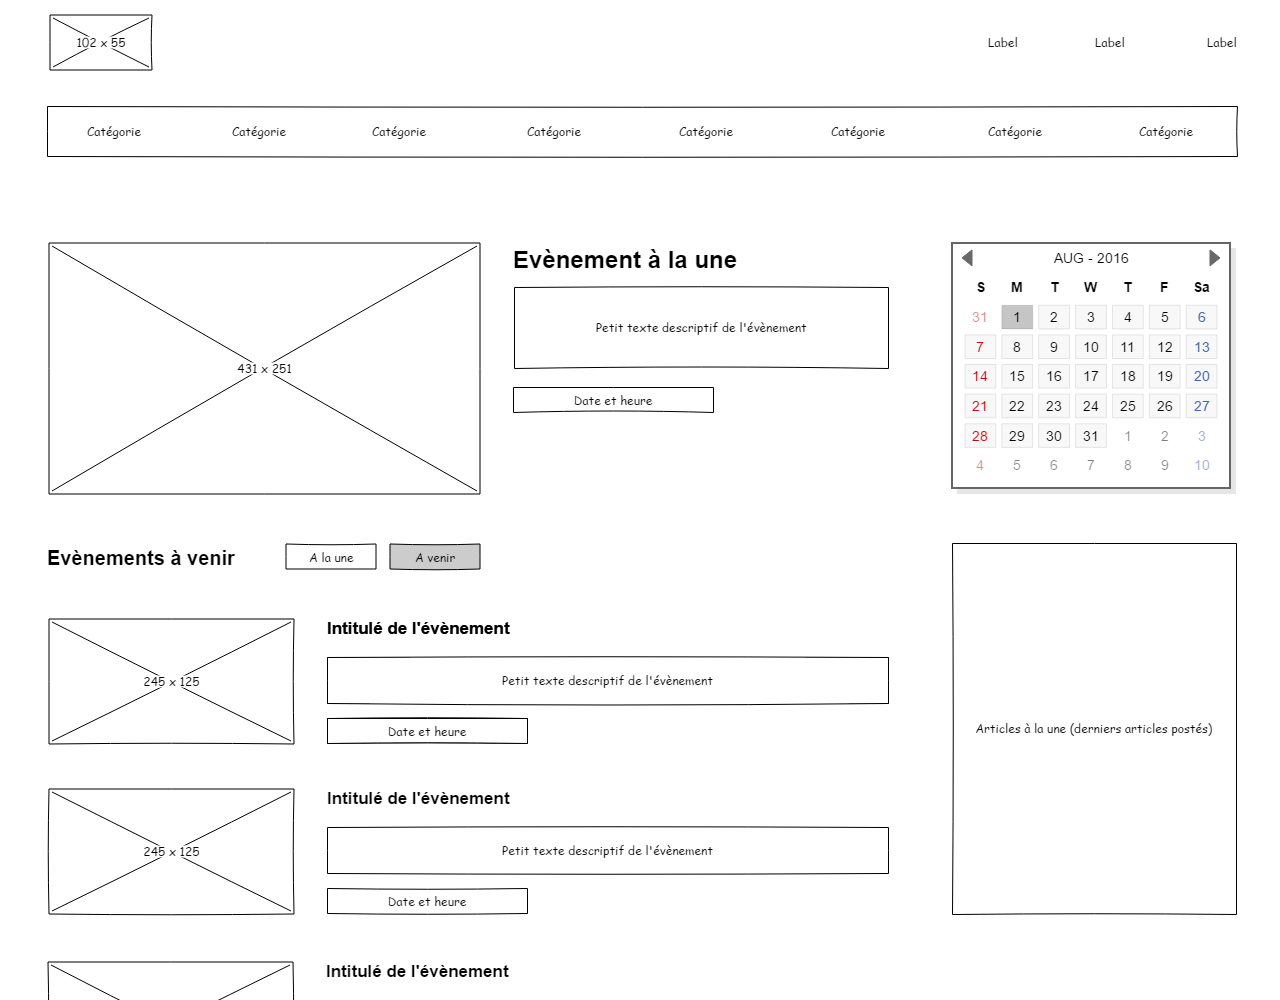 102 x 55
Label Label Label
Catégorie Catégorie Catégorie Catégorie Catégorie Catégorie Catégorie Catégorie
431 x 251
Evènement à la une
Petit texte descriptif de l'évènement
Date et heure
AUG - 2016
S M T W T F Sa
31 1 2 3 4 5 6
7 8 9 10 11 12 13
14 15 16 17 18 19 20
21 22 23 24 25 26 27
28 29 30 31 1 2 3
4 5 6 7 8 9 10
Evènements à venir
A la une
A venir
245 x 125
Intitulé de l'évènement
Petit texte descriptif de l'évènement
Date et heure
Articles à la une (derniers articles postés)
245 x 125
Intitulé de l'évènement
Petit texte descriptif de l'évènement
Date et heure
Intitulé de l'évènement